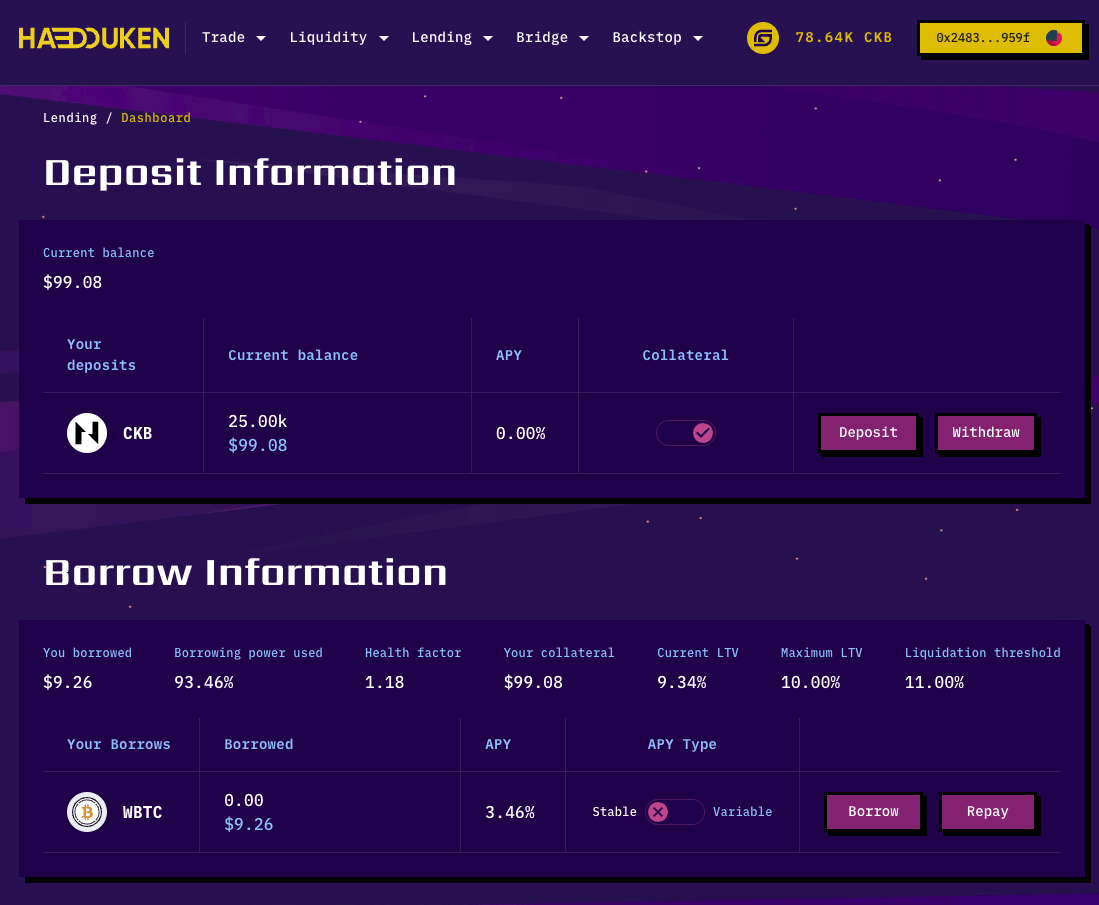 HADOUKEN Trade Liquidity Lending Bridge Backstop 78.64K CKB 0x2483...959f
Lending / Dashboard
Deposit Information
Current balance
$99.08
Your deposits
Current balance
APY
Collateral
CKB
25.00k
$99.08
0.00%
Deposit
Withdraw
Borrow Information
You borrowed
$9.26
Borrowing power used
93.46%
Health factor
1.18
Your collateral
$99.08
Current LTV
9.34%
Maximum LTV
10.00%
Liquidation threshold
11.00%
Your Borrows
Borrowed
APY
APY Type
WBTC
0.00
$9.26
3.46%
Stable
Variable
Borrow
Repay